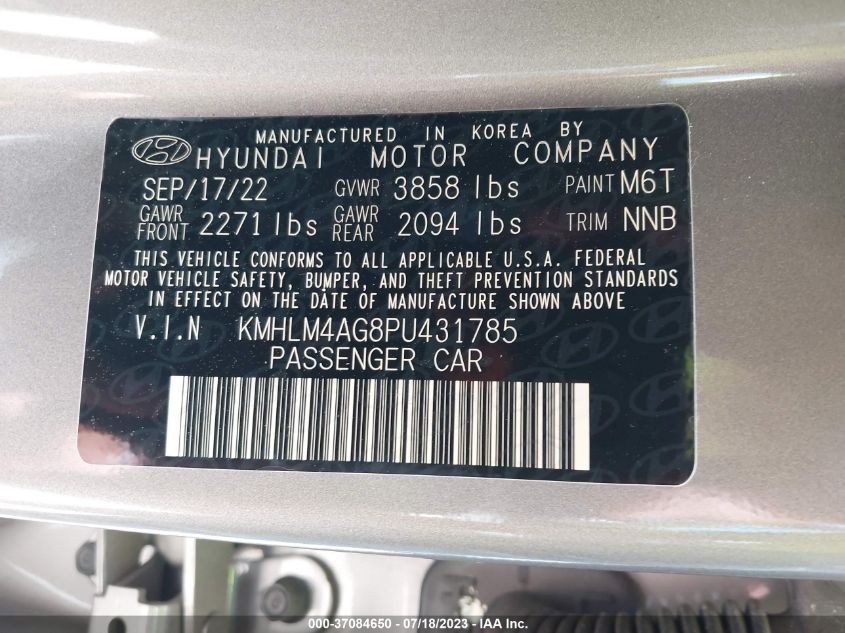 MANUFACTURED IN KOREA BY
HYUNDAI MOTOR COMPANY
SEP/17/22 GVWR 3858 lbs PAINT M6T
GAWR FRONT 2271 lbs GAWR REAR 2094 lbs TRIM NNB
THIS VEHICLE CONFORMS TO ALL APPLICABLE U.S.A. FEDERAL
MOTOR VEHICLE SAFETY, BUMPER, AND THEFT PREVENTION STANDARDS
IN EFFECT ON THE DATE OF MANUFACTURE SHOWN ABOVE
V.I.N KMHLM4AG8PU431785
PASSENGER CAR
000-37084650 - 07/18/2023 - IAA Inc.